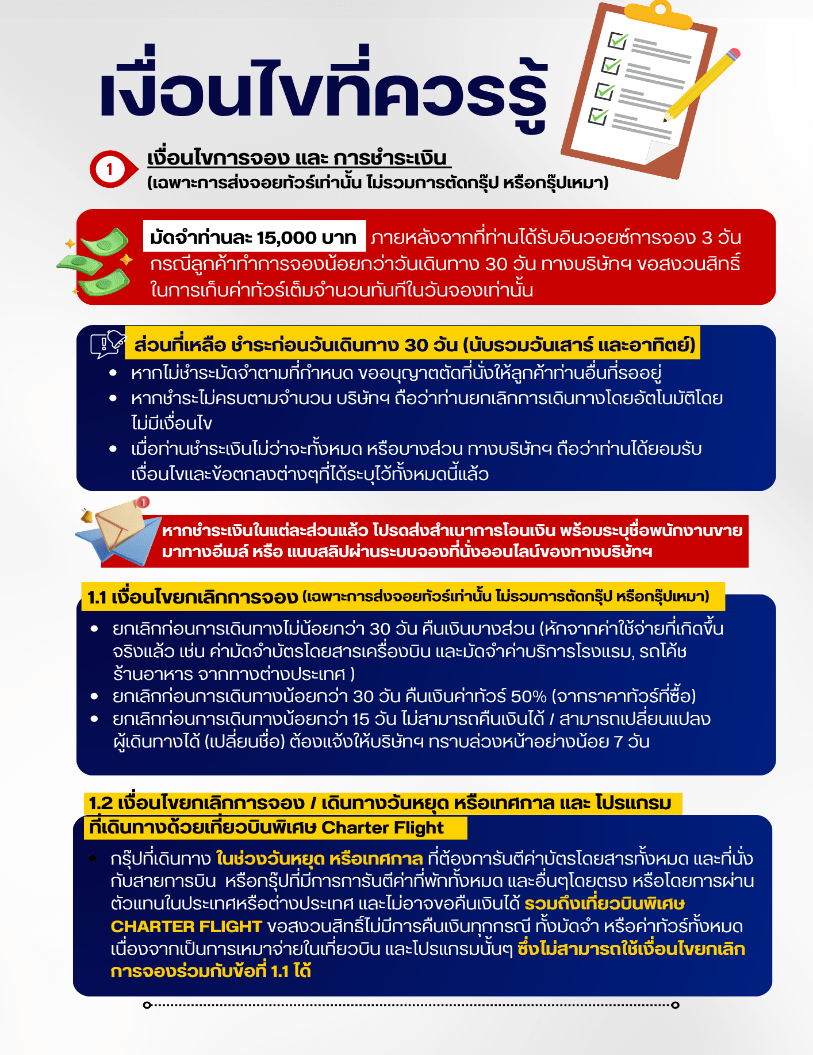 เงื่อนไขที่ควรรู้
1
เงื่อนไขการจอง และ การชำระเงิน
(เฉพาะการส่งจอยทัวร์เท่านั้น ไม่รวมการตัดกรุ๊ป หรือกรุ๊ปเหมา)
มัดจำท่านละ 15,000 บาท ภายหลังจากที่ท่านได้รับอินวอยซ์การจอง 3 วัน
กรณีลูกค้าทำการจองน้อยกว่าวันเดินทาง 30 วัน ทางบริษัทฯ ขอสงวนสิทธิ์
ในการเก็บค่าทัวร์เต็มจำนวนทันทีในวันจองเท่านั้น
ส่วนที่เหลือ ชำระก่อนวันเดินทาง 30 วัน (นับรวมวันเสาร์ และอาทิตย์)
• หากไม่ชำระมัดจำตามที่กำหนด ขออนุญาตตัดที่นั่งให้ลูกค้าท่านอื่นที่รออยู่
• หากชำระไม่ครบตามจำนวน บริษัทฯ ถือว่าท่านยกเลิกการเดินทางโดยอัตโนมัติโดย
ไม่มีเงื่อนไข
• เมื่อท่านชำระเงินไม่ว่าจะทั้งหมด หรือบางส่วน ทางบริษัทฯ ถือว่าท่านได้ยอมรับ
เงื่อนไขและข้อตกลงต่างๆที่ได้ระบุไว้ทั้งหมดนี้แล้ว
1
หากชำระเงินในแต่ละส่วนแล้ว โปรดส่งสำเนาการโอนเงิน พร้อมระบุชื่อพนักงานขาย
มาทางอีเมล์ หรือ แนบสลิปผ่านระบบจองที่นั่งออนไลน์ของทางบริษัทฯ
1.1 เงื่อนไขยกเลิกการจอง (เฉพาะการส่งจอยทัวร์เท่านั้น ไม่รวมการตัดกรุ๊ป หรือกรุ๊ปเหมา)
• ยกเลิกก่อนการเดินทางไม่น้อยกว่า 30 วัน คืนเงินบางส่วน (หักจากค่าใช้จ่ายที่เกิดขึ้น
จริงแล้ว เช่น ค่ามัดจำบัตรโดยสารเครื่องบิน และมัดจำค่าบริการโรงแรม, รถโค้ช
ร้านอาหาร จากทางต่างประเทศ )
• ยกเลิกก่อนการเดินทางน้อยกว่า 30 วัน คืนเงินค่าทัวร์ 50% (จากราคาทัวร์ที่ซื้อ)
• ยกเลิกก่อนการเดินทางน้อยกว่า 15 วัน ไม่สามารถคืนเงินได้ / สามารถเปลี่ยนแปลง
ผู้เดินทางได้ (เปลี่ยนชื่อ) ต้องแจ้งให้บริษัทฯ ทราบล่วงหน้าอย่างน้อย 7 วัน
1.2 เงื่อนไขยกเลิกการจอง / เดินทางวันหยุด หรือเทศกาล และ โปรแกรม
ที่เดินทางด้วยเที่ยวบินพิเศษ Charter Flight
• กรุ๊ปที่เดินทาง ในช่วงวันหยุด หรือเทศกาล ที่ต้องการันตีค่าบัตรโดยสารทั้งหมด และที่นั่ง
กับสายการบิน หรือกรุ๊ปที่มีการการันตีค่าที่พักทั้งหมด และอื่นๆโดยตรง หรือโดยการผ่าน
ตัวแทนในประเทศหรือต่างประเทศ และไม่อาจขอคืนเงินได้ รวมถึงเที่ยวบินพิเศษ
CHARTER FLIGHT ขอสงวนสิทธิ์ไม่มีการคืนเงินทุกกรณี ทั้งมัดจำ หรือค่าทัวร์ทั้งหมด
เนื่องจากเป็นการเหมาจ่ายในเที่ยวบิน และโปรแกรมนั้นๆ ซึ่งไม่สามารถใช้เงื่อนไขยกเลิก
การจองร่วมกับข้อที่ 1.1 ได้